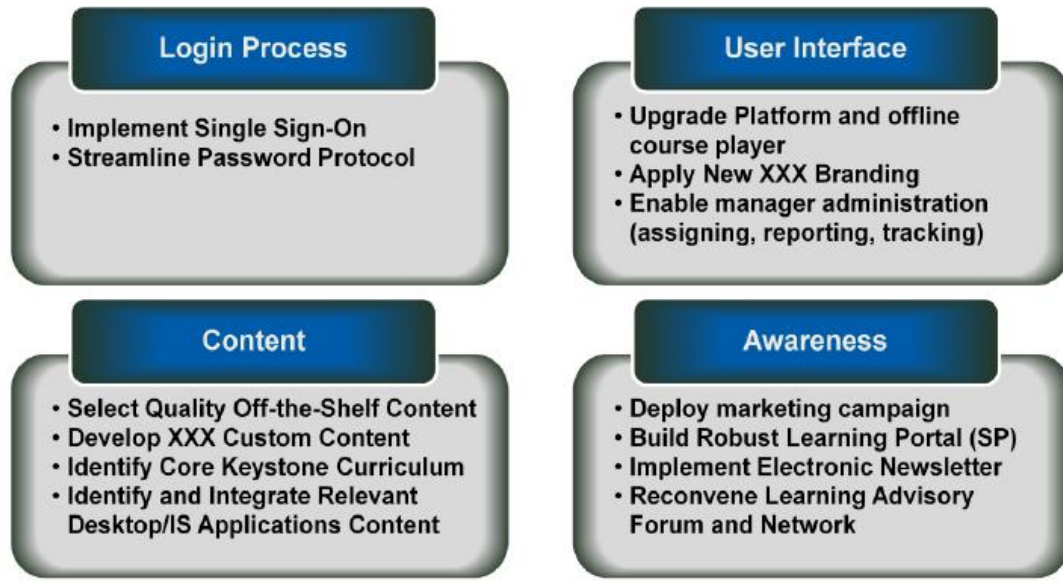 Login Process
• Implement Single Sign-On
• Streamline Password Protocol
User Interface
• Upgrade Platform and offline
course player
• Apply New XXX Branding
• Enable manager administration
(assigning, reporting, tracking)
Content
• Select Quality Off-the-Shelf Content
• Develop XXX Custom Content
• Identify Core Keystone Curriculum
• Identify and Integrate Relevant
Desktop/IS Applications Content
Awareness
• Deploy marketing campaign
• Build Robust Learning Portal (SP)
• Implement Electronic Newsletter
• Reconvene Learning Advisory
Forum and Network